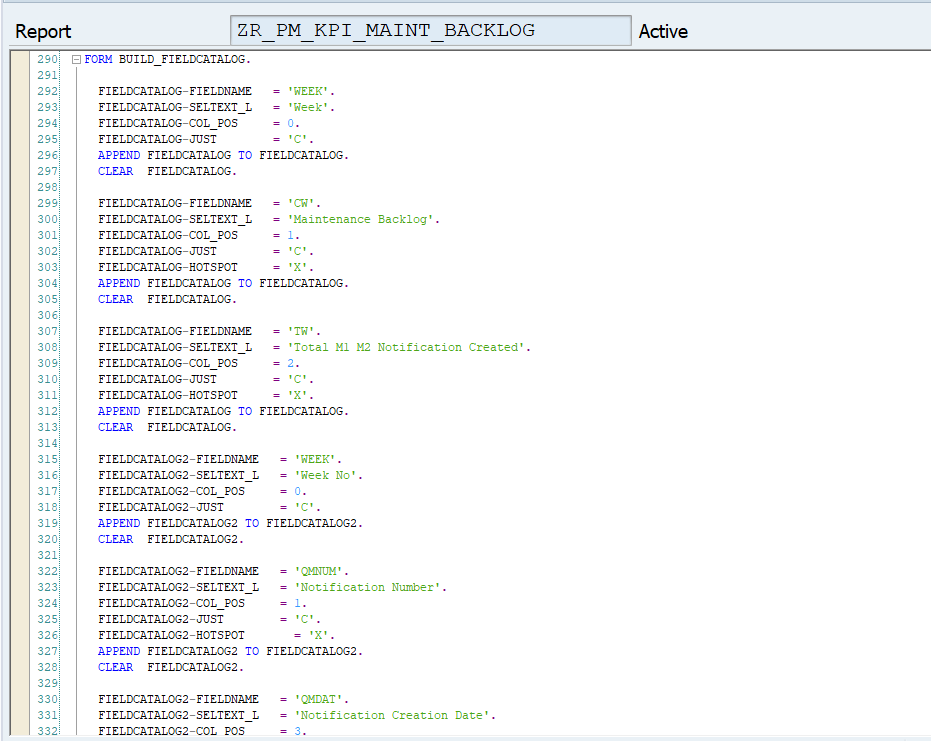 Report ZR_PM_KPI_MAINT_BACKLOG Active
290 FORM BUILD_FIELDCATALOG.
291
292 FIELDCATALOG-FIELDNAME = 'WEEK'.
293 FIELDCATALOG-SELTEXT_L = 'Week'.
294 FIELDCATALOG-COL_POS = 0.
295 FIELDCATALOG-JUST = 'C'.
296 APPEND FIELDCATALOG TO FIELDCATALOG.
297 CLEAR FIELDCATALOG.
298
299 FIELDCATALOG-FIELDNAME = 'CW'.
300 FIELDCATALOG-SELTEXT_L = 'Maintenance Backlog'.
301 FIELDCATALOG-COL_POS = 1.
302 FIELDCATALOG-JUST = 'C'.
303 FIELDCATALOG-HOTSPOT = 'X'.
304 APPEND FIELDCATALOG TO FIELDCATALOG.
305 CLEAR FIELDCATALOG.
306
307 FIELDCATALOG-FIELDNAME = 'TW'.
308 FIELDCATALOG-SELTEXT_L = 'Total M1 M2 Notification Created'.
309 FIELDCATALOG-COL_POS = 2.
310 FIELDCATALOG-JUST = 'C'.
311 FIELDCATALOG-HOTSPOT = 'X'.
312 APPEND FIELDCATALOG TO FIELDCATALOG.
313 CLEAR FIELDCATALOG.
314
315 FIELDCATALOG2-FIELDNAME = 'WEEK'.
316 FIELDCATALOG2-SELTEXT_L = 'Week No'.
317 FIELDCATALOG2-COL_POS = 0.
318 FIELDCATALOG2-JUST = 'C'.
319 APPEND FIELDCATALOG2 TO FIELDCATALOG2.
320 CLEAR FIELDCATALOG2.
321
322 FIELDCATALOG2-FIELDNAME = 'QMNUM'.
323 FIELDCATALOG2-SELTEXT_L = 'Notification Number'.
324 FIELDCATALOG2-COL_POS = 1.
325 FIELDCATALOG2-JUST = 'C'.
326 FIELDCATALOG2-HOTSPOT = 'X'.
327 APPEND FIELDCATALOG2 TO FIELDCATALOG2.
328 CLEAR FIELDCATALOG2.
329
330 FIELDCATALOG2-FIELDNAME = 'QMDAT'.
331 FIELDCATALOG2-SELTEXT_L = 'Notification Creation Date'.
332 FIELDCATALOG2-COL_POS = 3.